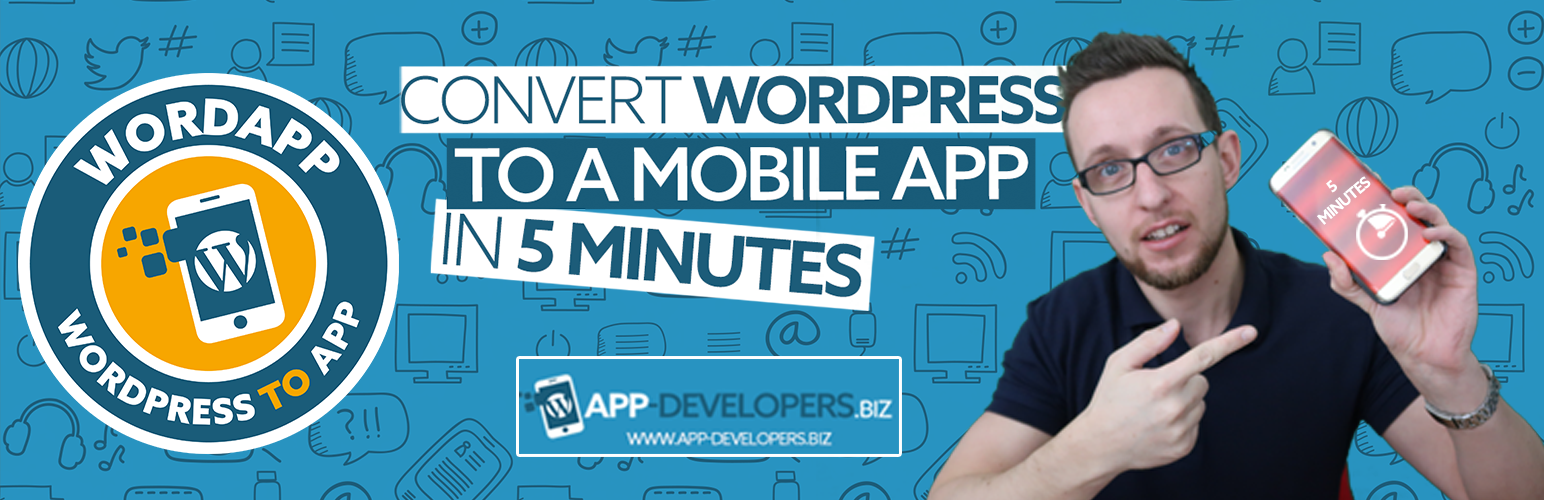 WORDAPP
WORDPRESS TO APP
CONVERT WORDPRESS
TO A MOBILE APP
IN 5 MINUTES
APP-DEVELOPERS.BIZ
WWW.APP-DEVELOPERS.BIZ
5
MINUTES
?!!